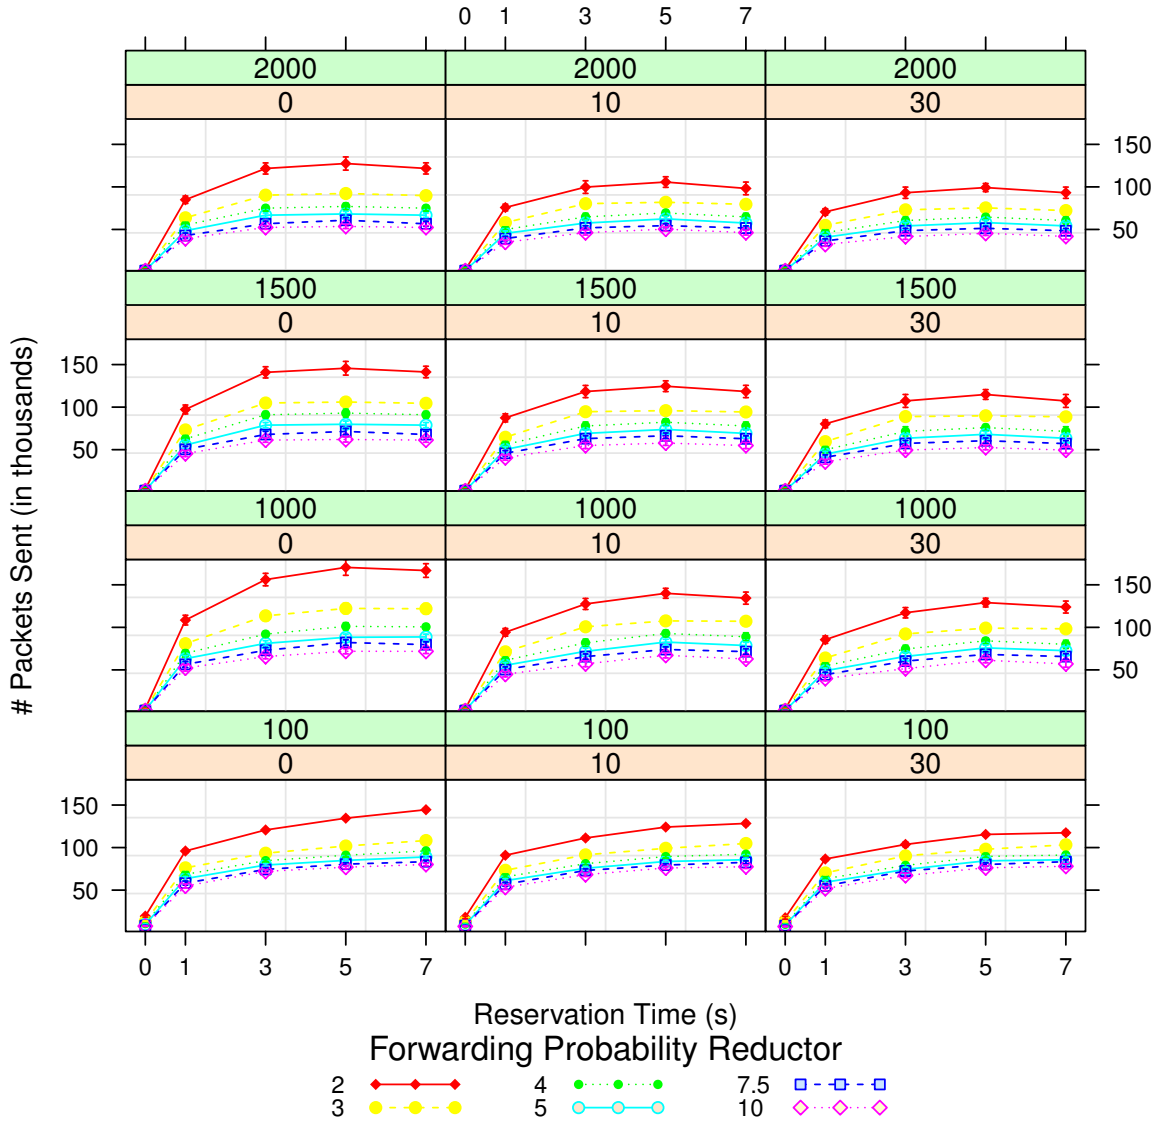 0 1 3 5 7
2000 2000 2000
0 10 30
150
100
50
1500 1500 1500
0 10 30
150
100
50
1000 1000 1000
0 10 30
150
100
50
100 100 100
0 10 30
150
100
50
# Packets Sent (in thousands)
0 1 3 5 7 0 1 3 5 7
Reservation Time (s)
Forwarding Probability Reductor
2 4 7.5
3 5 10